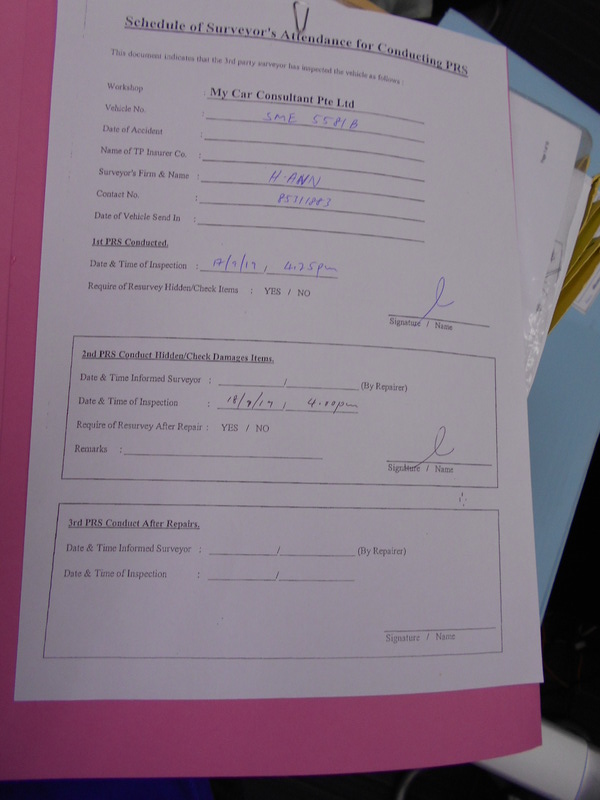 Schedule of Surveyor's Attendance for Conducting PRS
This document indicates that the 3rd party surveyor has inspected the vehicle as follows :
Workshop : My Car Consultant Pte Ltd
Vehicle No. : SME 5581B
Date of Accident :
Name of TP Insurer Co. :
Surveyor's Firm & Name : H-ANN
Contact No. : 85311883
Date of Vehicle Send In :
1st PRS Conducted.
Date & Time of Inspection : 17/9/19, 4.25pm
Require of Resurvey Hidden/Check Items : YES / NO
Signature / Name
2nd PRS Conduct Hidden/Check Damages Items.
Date & Time Informed Surveyor : / (By Repairer)
Date & Time of Inspection : 18/9/19, 4.00pm
Require of Resurvey After Repair : YES / NO
Remarks :
Signature / Name
3rd PRS Conduct After Repairs.
Date & Time Informed Surveyor : / (By Repairer)
Date & Time of Inspection : /
Signature / Name